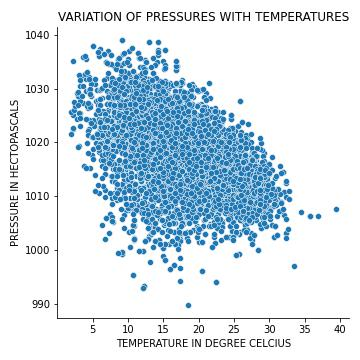 VARIATION OF PRESSURES WITH TEMPERATURES
1040
1030
1020
1010
1000
990
PRESSURE IN HECTOPASCALS
5 10 15 20 25 30 35 40
TEMPERATURE IN DEGREE CELCIUS